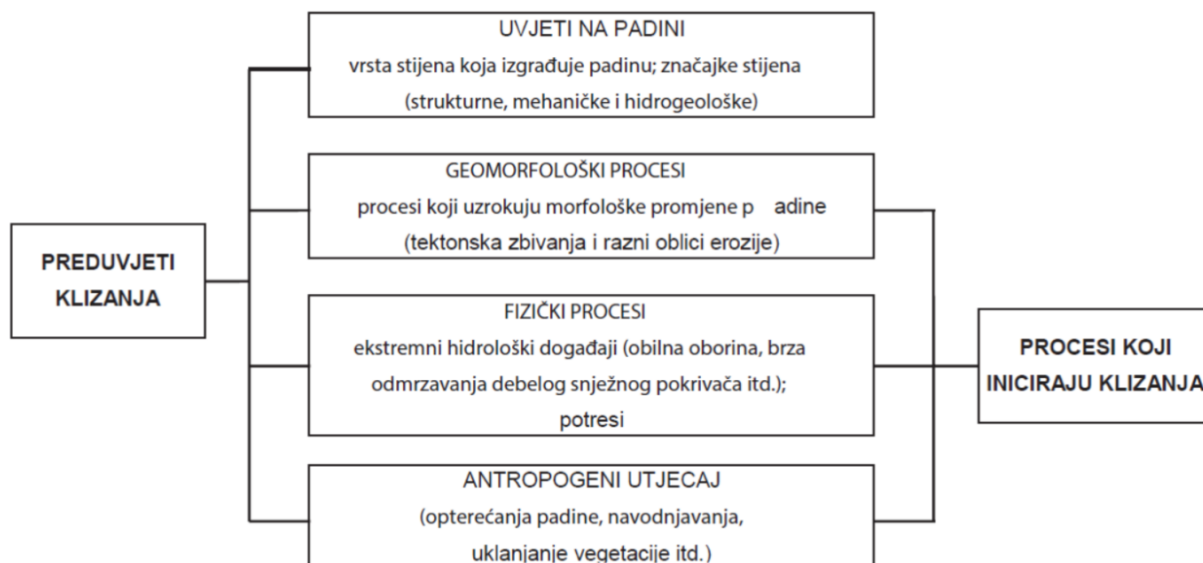 UVJETI NA PADINI
vrsta stijena koja izgrađuje padinu; značajke stijena
(strukturne, mehaničke i hidrogeološke)
GEOMORFOLOŠKI PROCESI
procesi koji uzrokuju morfološke promjene p adine
(tektonska zbivanja i razni oblici erozije)
PREDUVJETI
KLIZANJA
FIZIČKI PROCESI
ekstremni hidrološki događaji (obilna oborina, brza
odmrzavanja debelog snježnog pokrivača itd.);
potresi
PROCESI KOJI
INICIRAJU KLIZANJA
ANTROPOGENI UTJECAJ
(opterećanja padine, navodnjavanja,
uklanjanje vegetacije itd.)